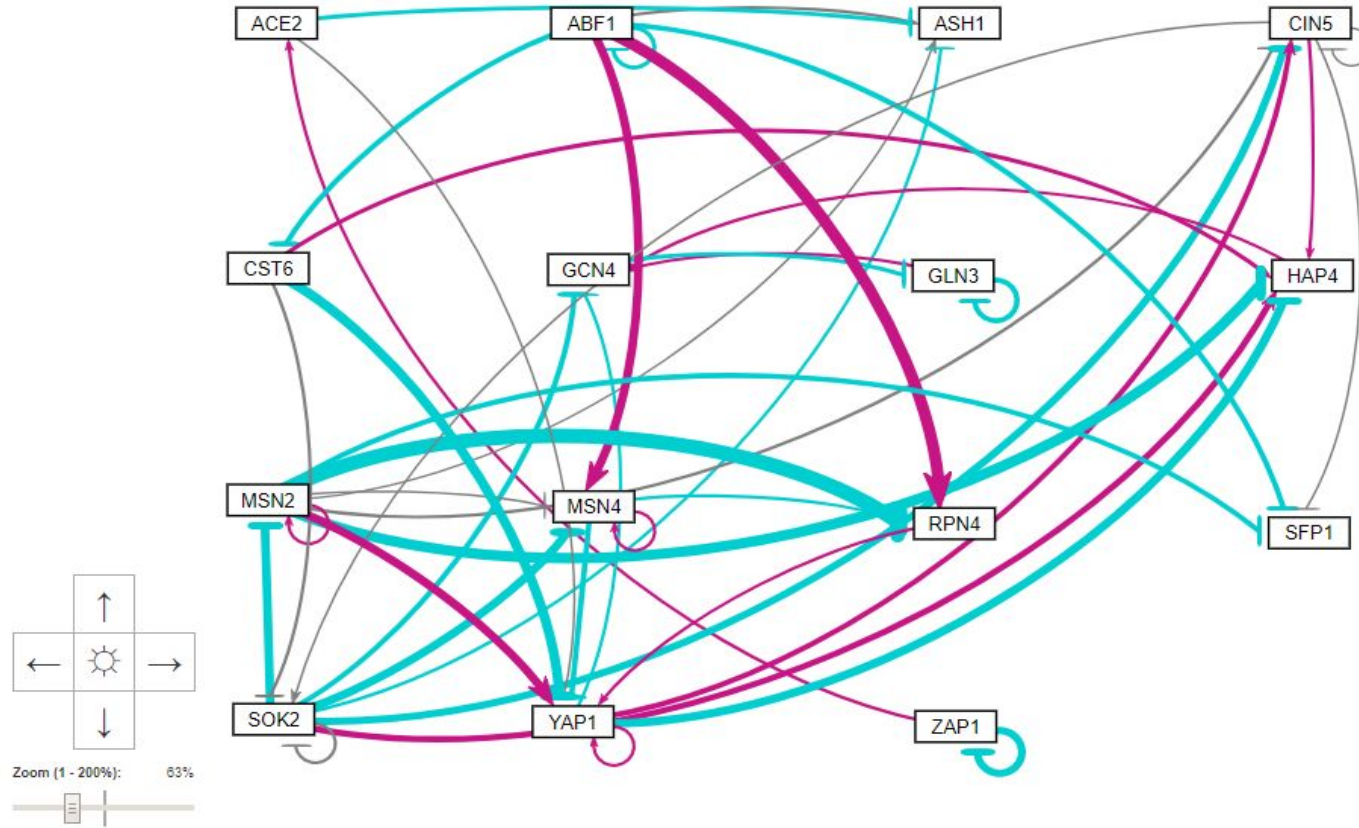 ACE2 ABF1 ASH1 CIN5
CST6 GCN4 GLN3 HAP4
MSN2 MSN4 RPN4 SFP1
SOK2 YAP1 ZAP1
Zoom (1 - 200%): 63%